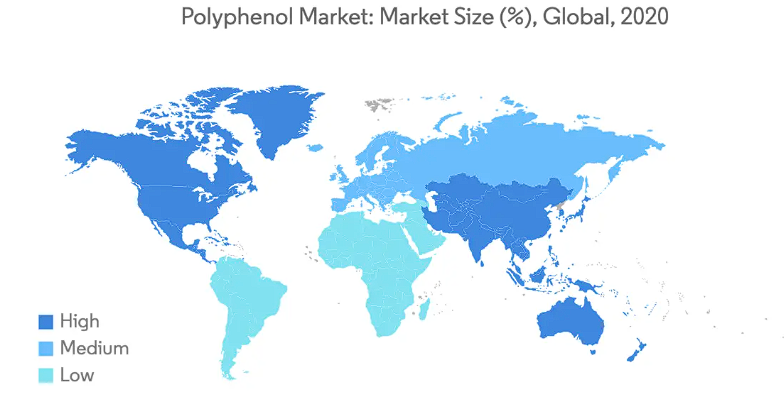 Polyphenol Market: Market Size (%), Global, 2020
High
Medium
Low